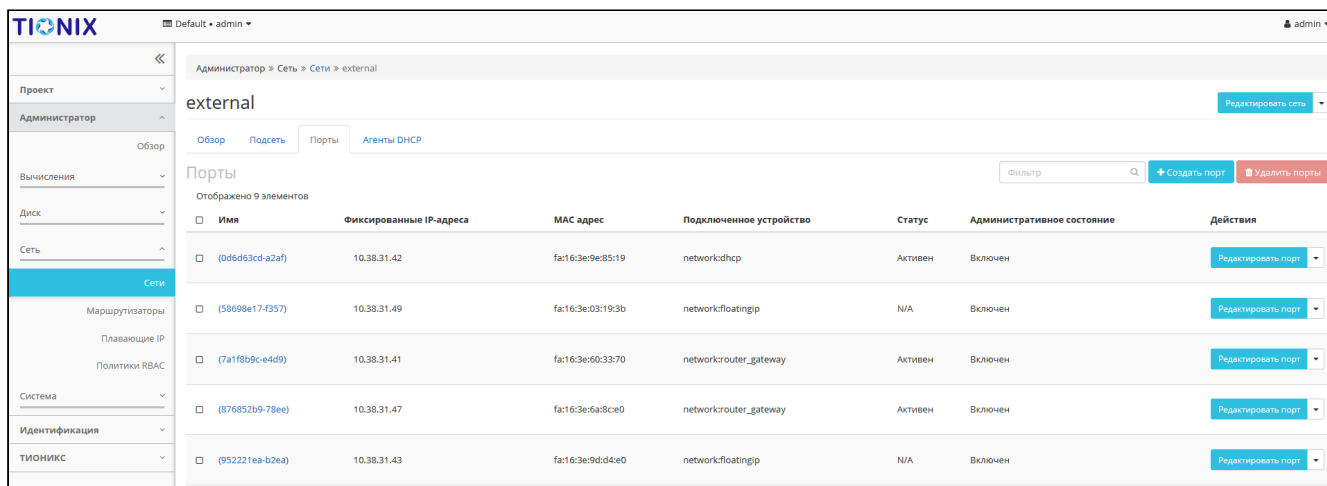 TIONIX
Default • admin
admin
Администратор » Сеть » Сети » external
Проект
Администратор
Обзор
Вычисления
Диск
Сеть
Сети
Маршрутизаторы
Плавающие IP
Политики RBAC
Система
Идентификация
ТИОНИКС
external
Редактировать сеть
Обзор Подсеть Порты Агенты DHCP
Порты
Фильтр
Создать порт
Удалить порты
Отображено 9 элементов
Имя Фиксированные IP-адреса MAC адрес Подключенное устройство Статус Административное состояние Действия
(0d6d63cd-a2af) 10.38.31.42 fa:16:3e:9e:85:19 network:dhcp Активен Включен Редактировать порт
(58698e17-f357) 10.38.31.49 fa:16:3e:03:19:3b network:floatingip N/A Включен Редактировать порт
(7a1f8b9c-e4d9) 10.38.31.41 fa:16:3e:60:33:70 network:router_gateway Активен Включен Редактировать порт
(876852b9-78ee) 10.38.31.47 fa:16:3e:6a:8c:e0 network:router_gateway Активен Включен Редактировать порт
(952221ea-b2ea) 10.38.31.43 fa:16:3e:9d:d4:e0 network:floatingip N/A Включен Редактировать порт